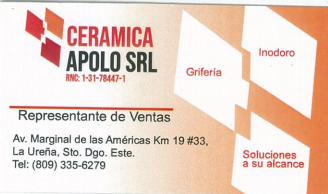 CERAMICA
APOLO SRL
RNC: 1-31-78447-1
Grifería
Inodoro
Representante de Ventas
Av. Marginal de las Américas Km 19 #33,
La Ureña, Sto. Dgo. Este.
Tel: (809) 335-6279
Soluciones
a su alcance